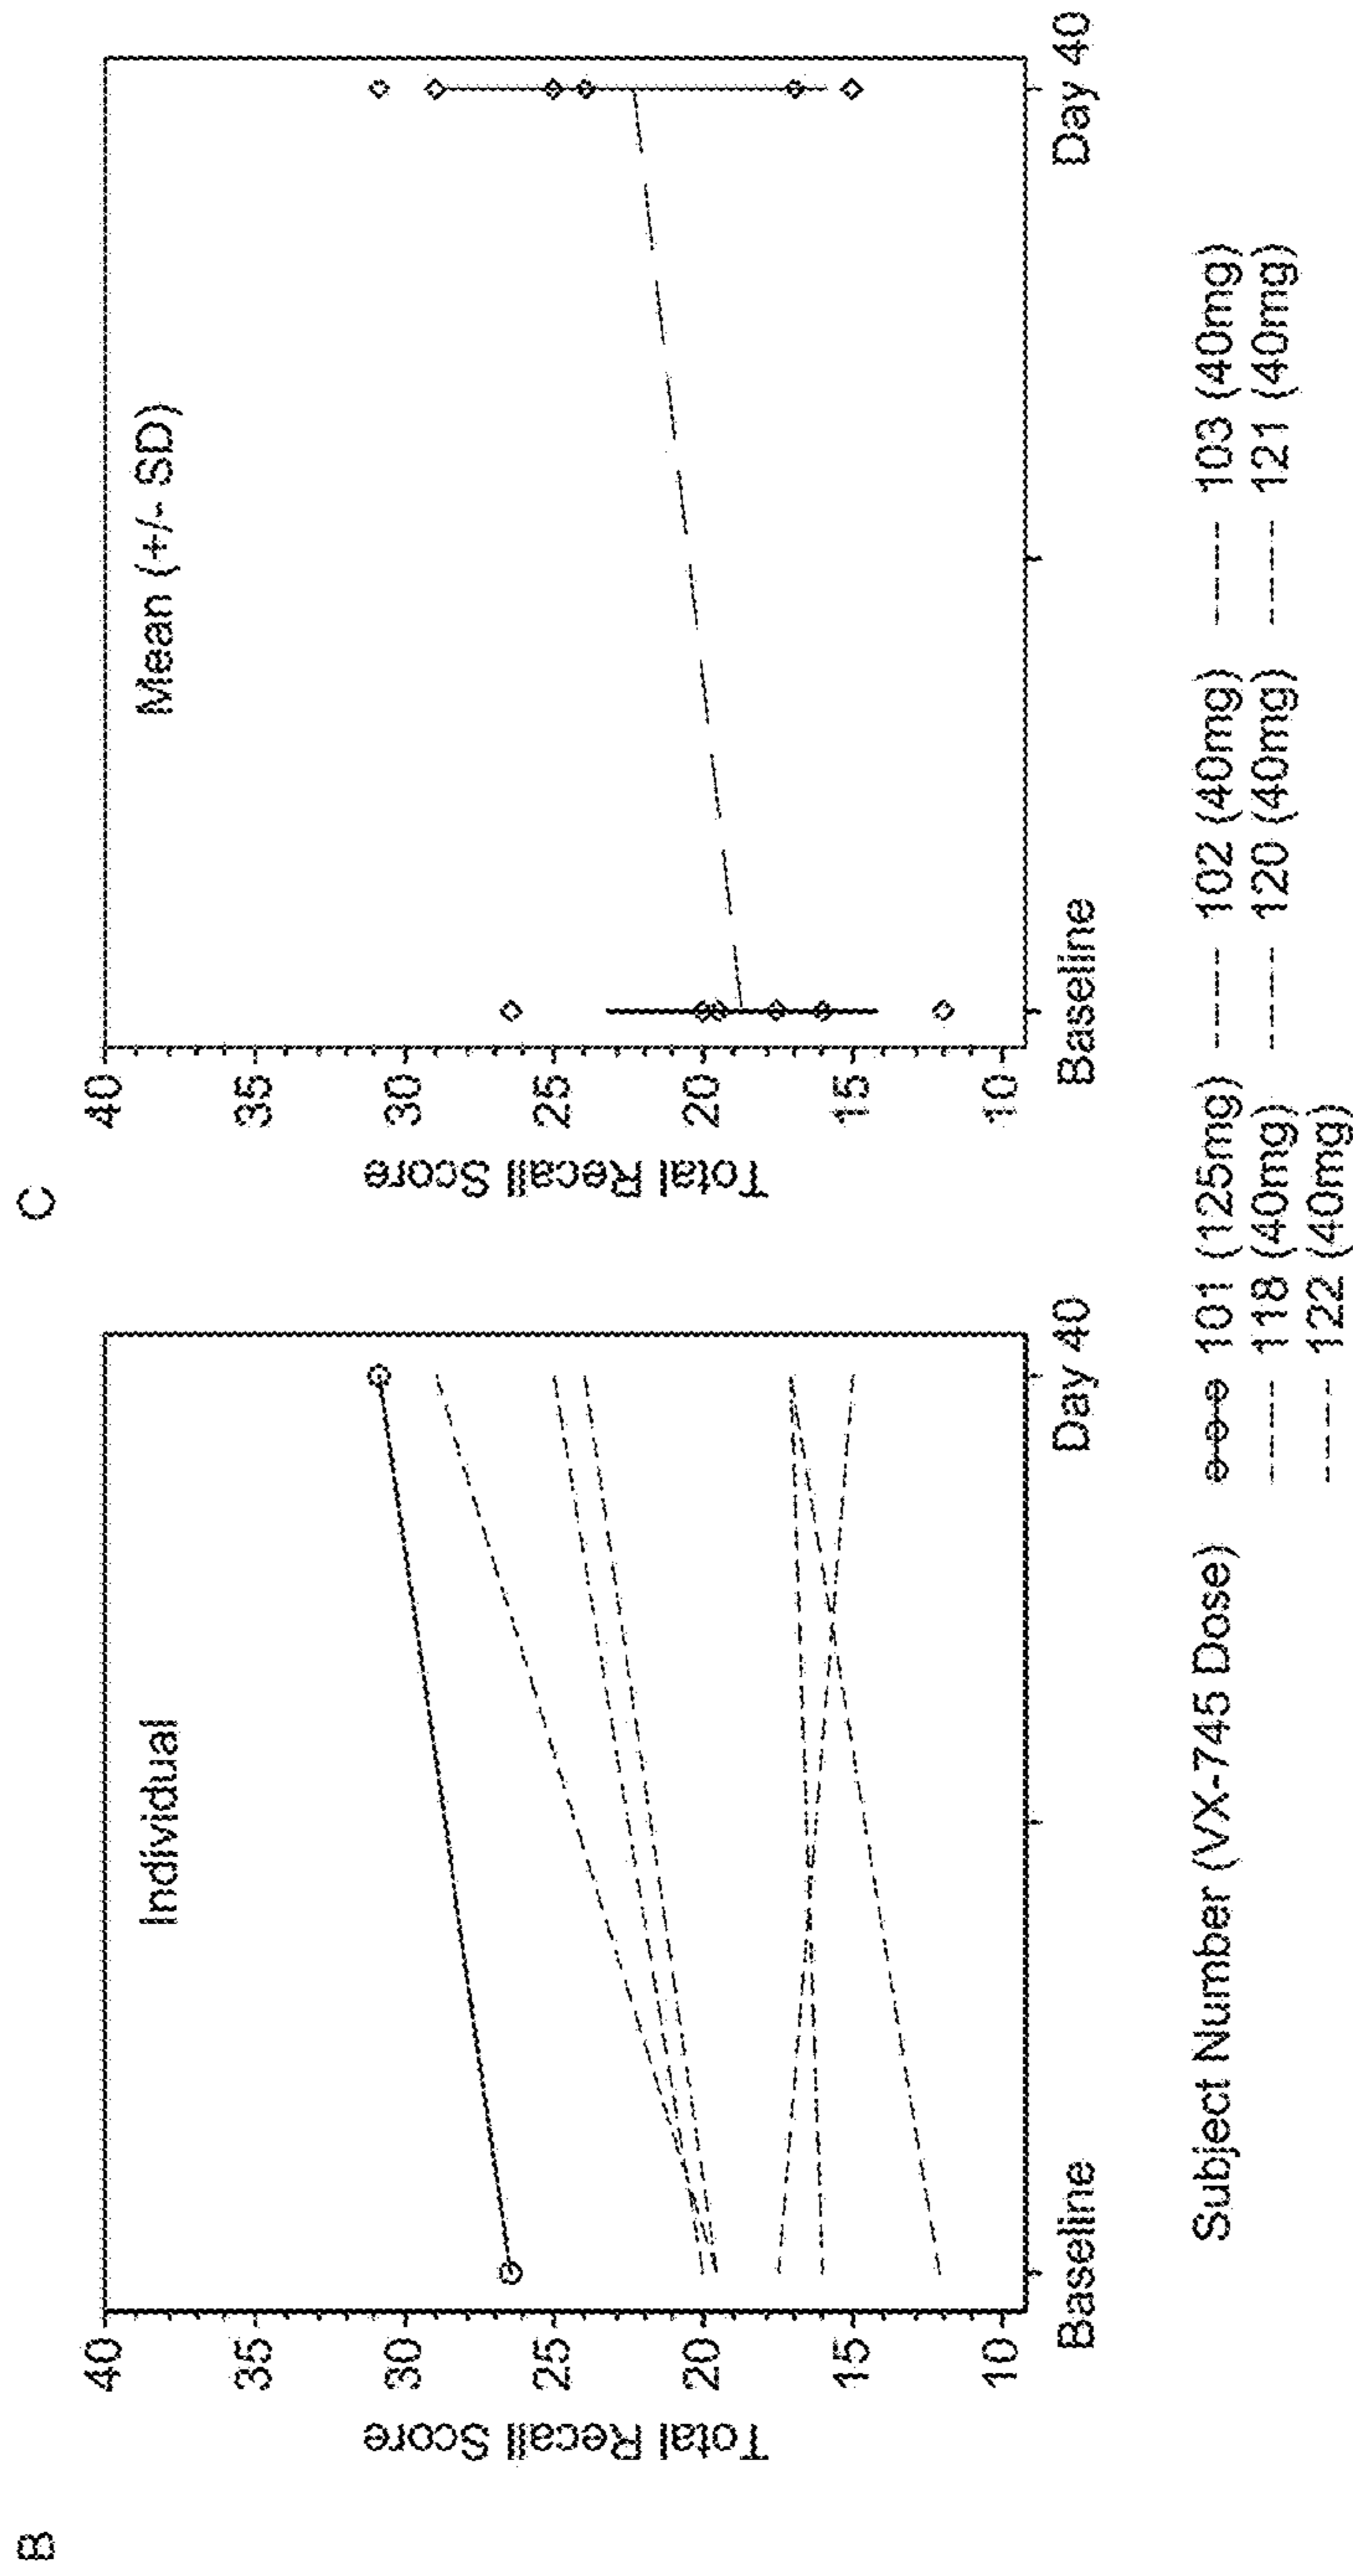 B
Individual
Total Recall Score
40
35
30
25
20
15
10
Baseline
Day 40
C
Mean (+/- SD)
Total Recall Score
40
35
30
25
20
15
10
Baseline
Day 40
Subject Number (VX-745 Dose)
101 (125mg) 102 (40mg) 103 (40mg)
118 (40mg) 120 (40mg) 121 (40mg)
122 (40mg)